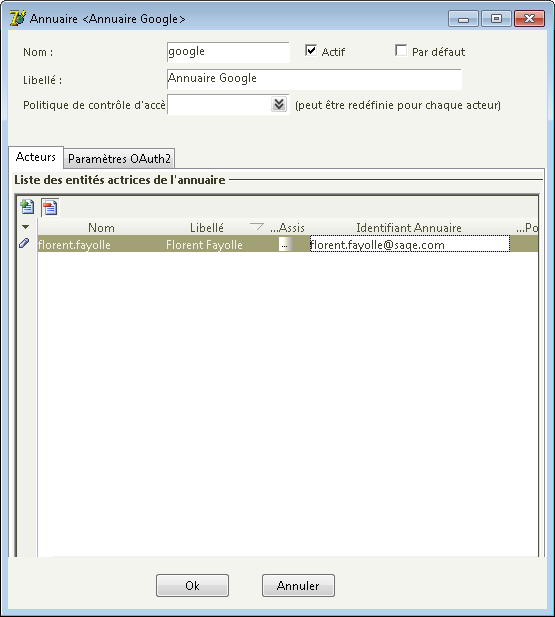 Annuaire <Annuaire Google>
Nom : google Actif Par défaut
Libellé : Annuaire Google
Politique de contrôle d'accè (peut être redéfinie pour chaque acteur)
Acteurs Paramètres OAuth2
Liste des entités actrices de l'annuaire
Nom Libellé ...Assis Identifiant Annuaire ...Po
florent.fayolle Florent Fayolle ... florent.fayolle@sage.com
Ok Annuler